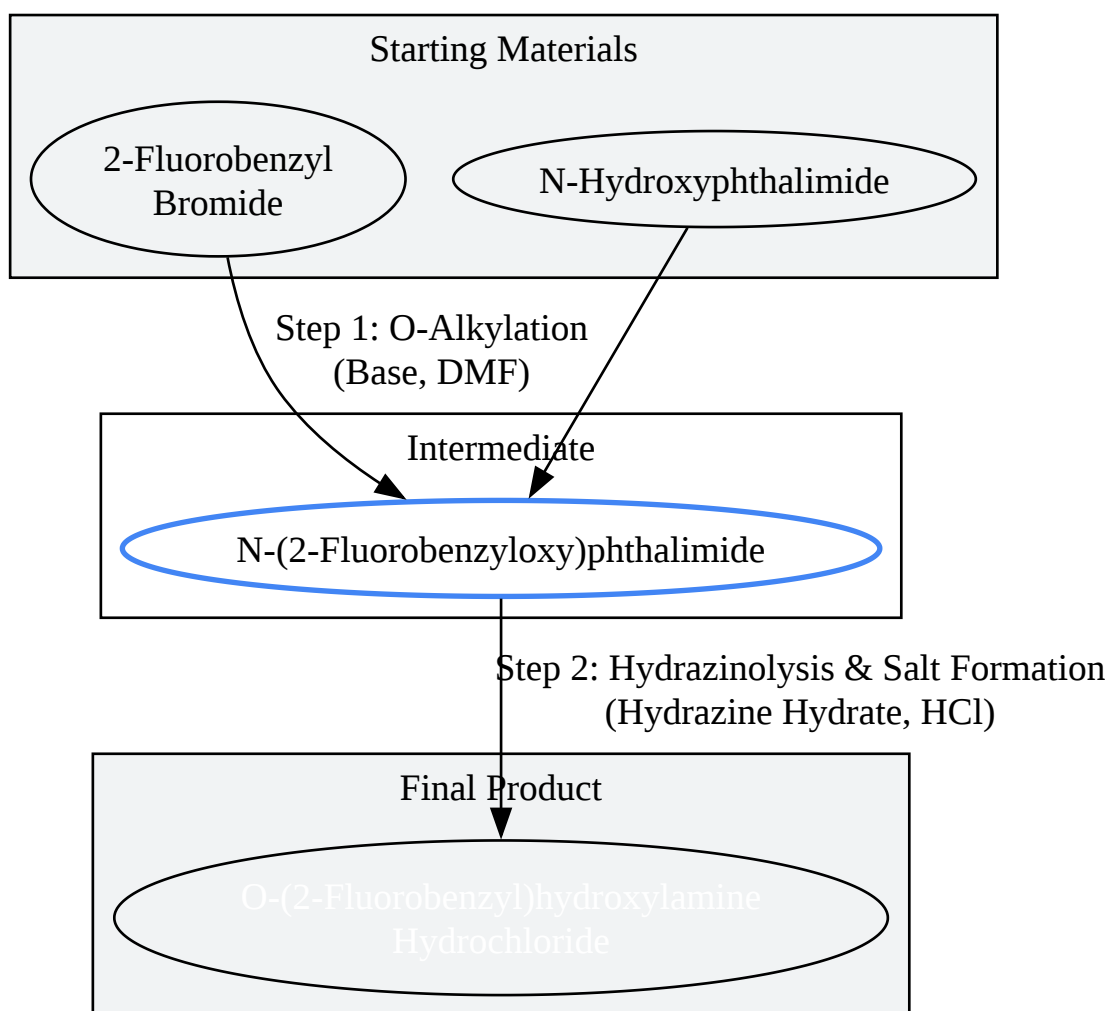 Starting Materials
2-Fluorobenzyl
Bromide
N-Hydroxyphthalimide
Step 1: O-Alkylation
(Base, DMF)
Intermediate
N-(2-Fluorobenzyloxy)phthalimide
Step 2: Hydrazinolysis & Salt Formation
(Hydrazine Hydrate, HCl)
Final Product
O-(2-Fluorobenzyl)hydroxylamine
Hydrochloride